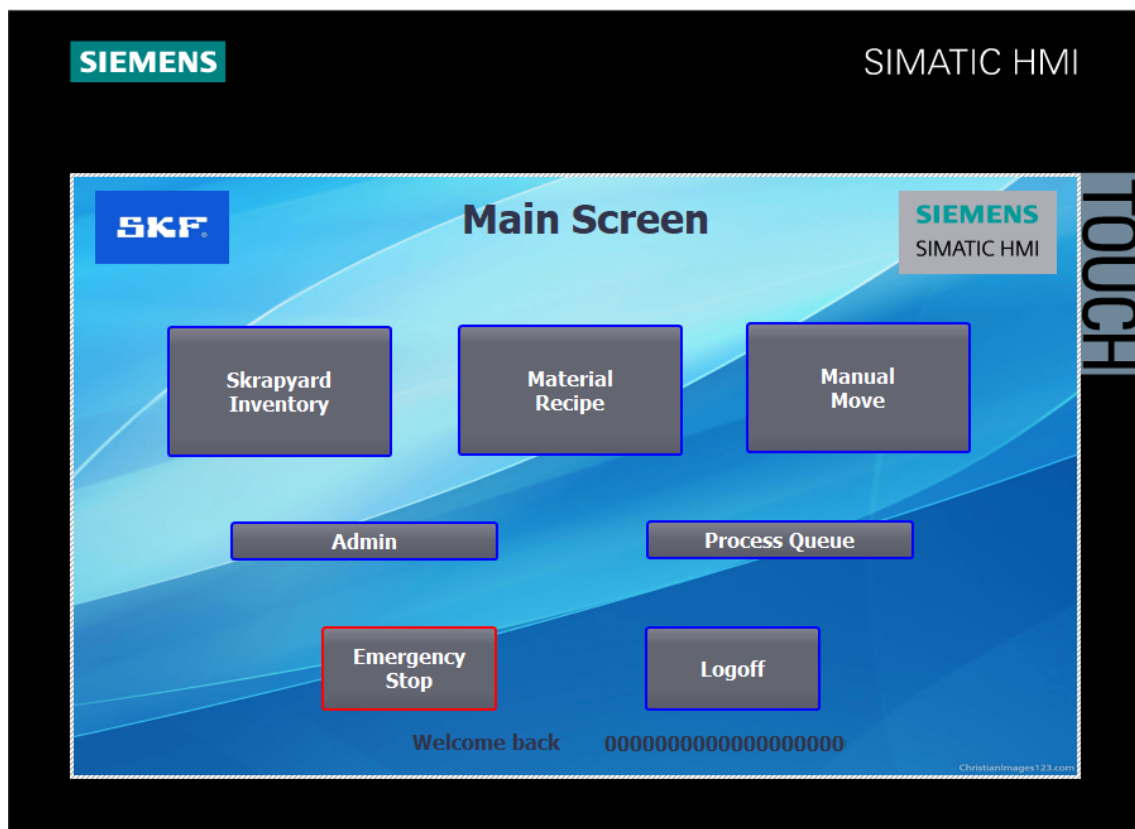 SIEMENS
SIMATIC HMI
TOUCH
SKF.
Main Screen
SIEMENS
SIMATIC HMI
Skrapyard
Inventory
Material
Recipe
Manual
Move
Admin
Process Queue
Emergency
Stop
Logoff
Welcome back 00000000000000000000
ChristianImages123.com